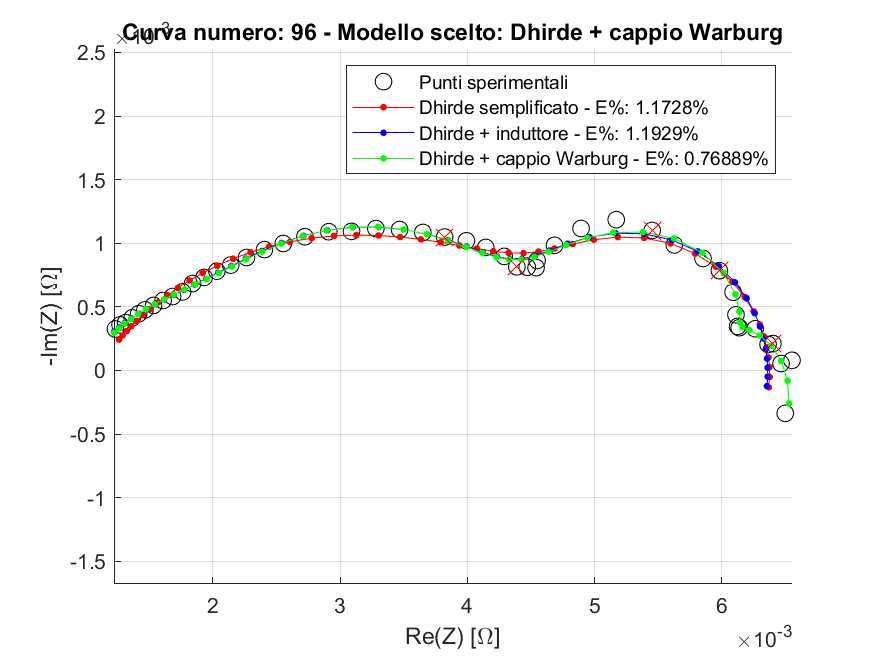 Curva numero: 96 - Modello scelto: Dhirde + cappio Warburg
×10⁻³
Punti sperimentali
Dhirde semplificato - E%: 1.1728%
Dhirde + induttore - E%: 1.1929%
Dhirde + cappio Warburg - E%: 0.76889%
2.5
2
1.5
1
0.5
0
-0.5
-1
-1.5
-Im(Z) [Ω]
2 3 4 5 6
Re(Z) [Ω]
×10⁻³